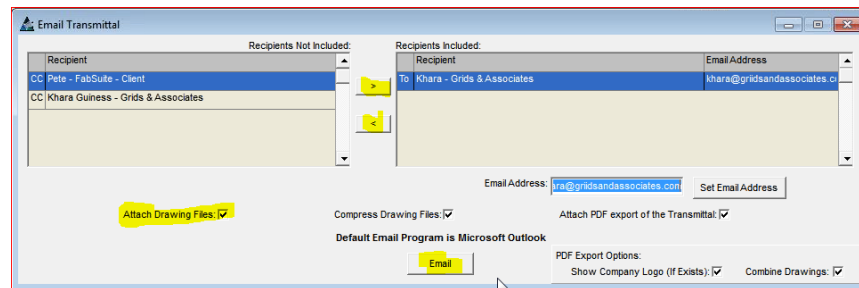 Email Transmittal
Recipients Not Included:
Recipients Included:
Recipient
CC Pete - FabSuite - Client
CC Khara Guiness - Grids & Associates
>
<
Recipient Email Address
To Khara - Grids & Associates khara@griidsandassociates.c
Email Address: ara@griidsandassociates.com Set Email Address
Attach Drawing Files: Compress Drawing Files: Attach PDF export of the Transmittal:
Default Email Program is Microsoft Outlook
Email
PDF Export Options:
Show Company Logo (If Exists): Combine Drawings: